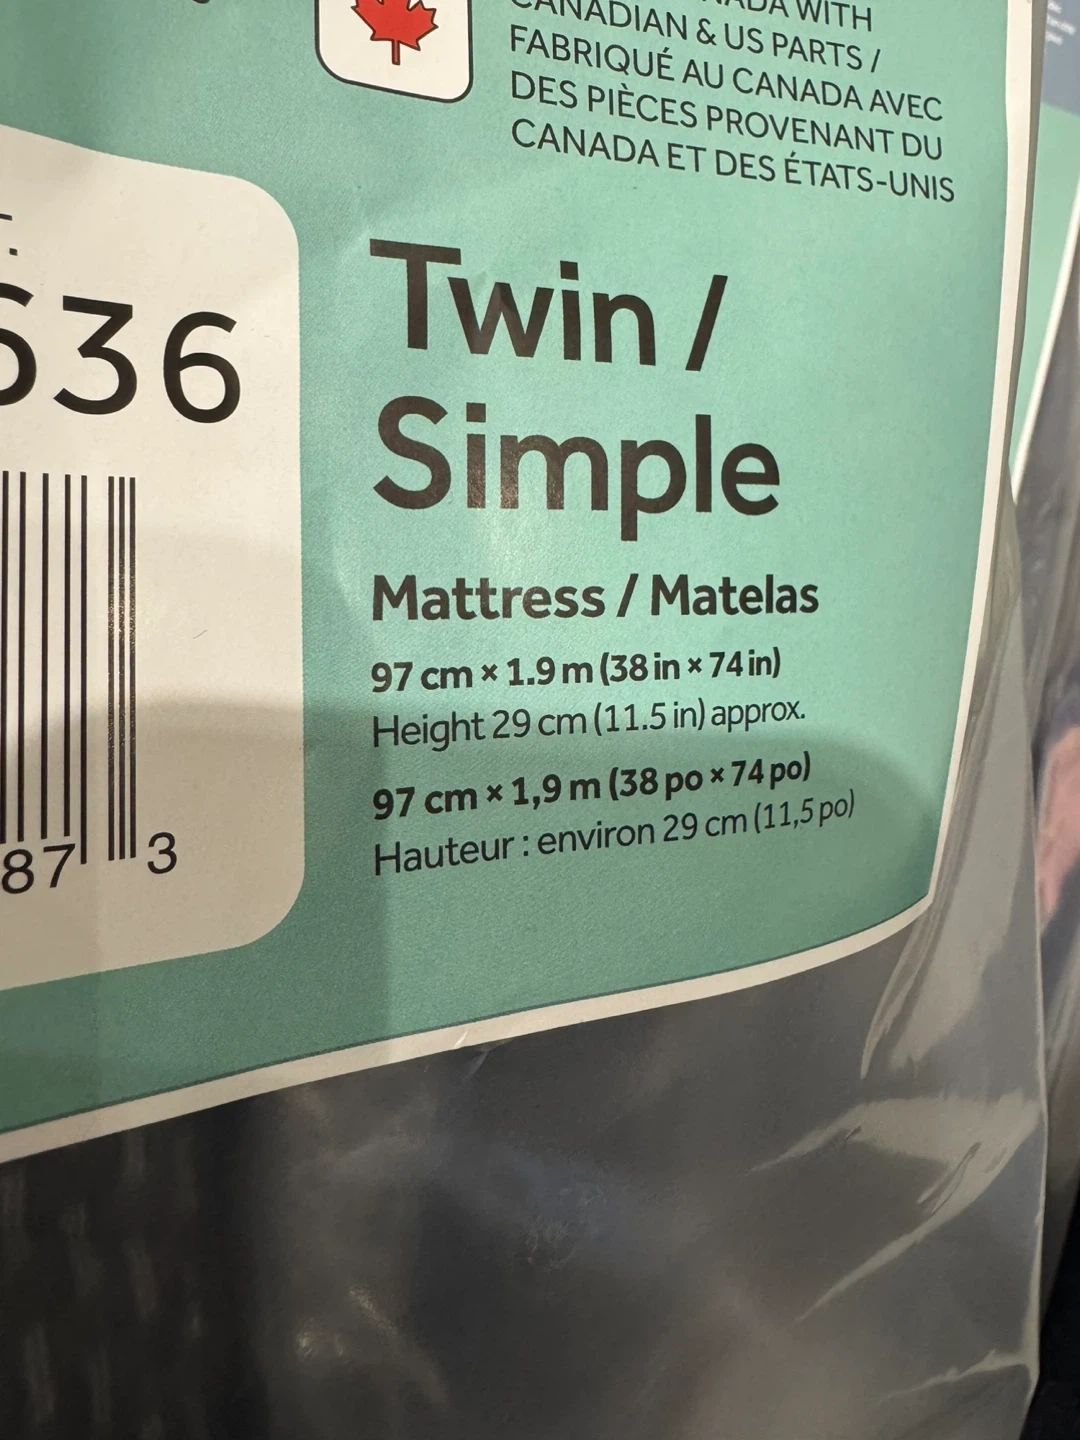 WITH
CANADIAN & US PARTS /
FABRIQUÉ AU CANADA AVEC
DES PIÈCES PROVENANT DU
CANADA ET DES ÉTATS-UNIS
Twin /
Simple
Mattress / Matelas
97 cm × 1.9 m (38 in × 74 in)
Height 29 cm (11.5 in) approx.
97 cm × 1,9 m (38 po × 74 po)
Hauteur : environ 29 cm (11,5 po)
36
87 3